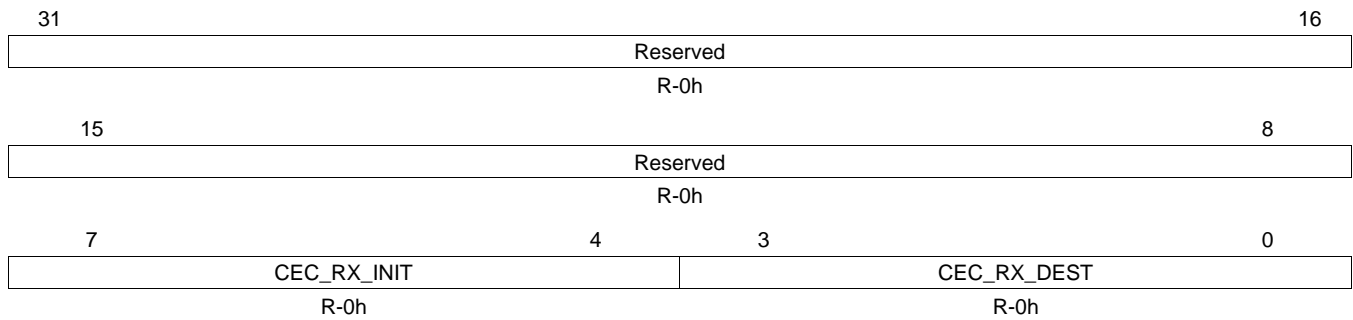 31 16
Reserved
R-0h
15 8
Reserved
R-0h
7 4 3 0
CEC_RX_INIT CEC_RX_DEST
R-0h R-0h